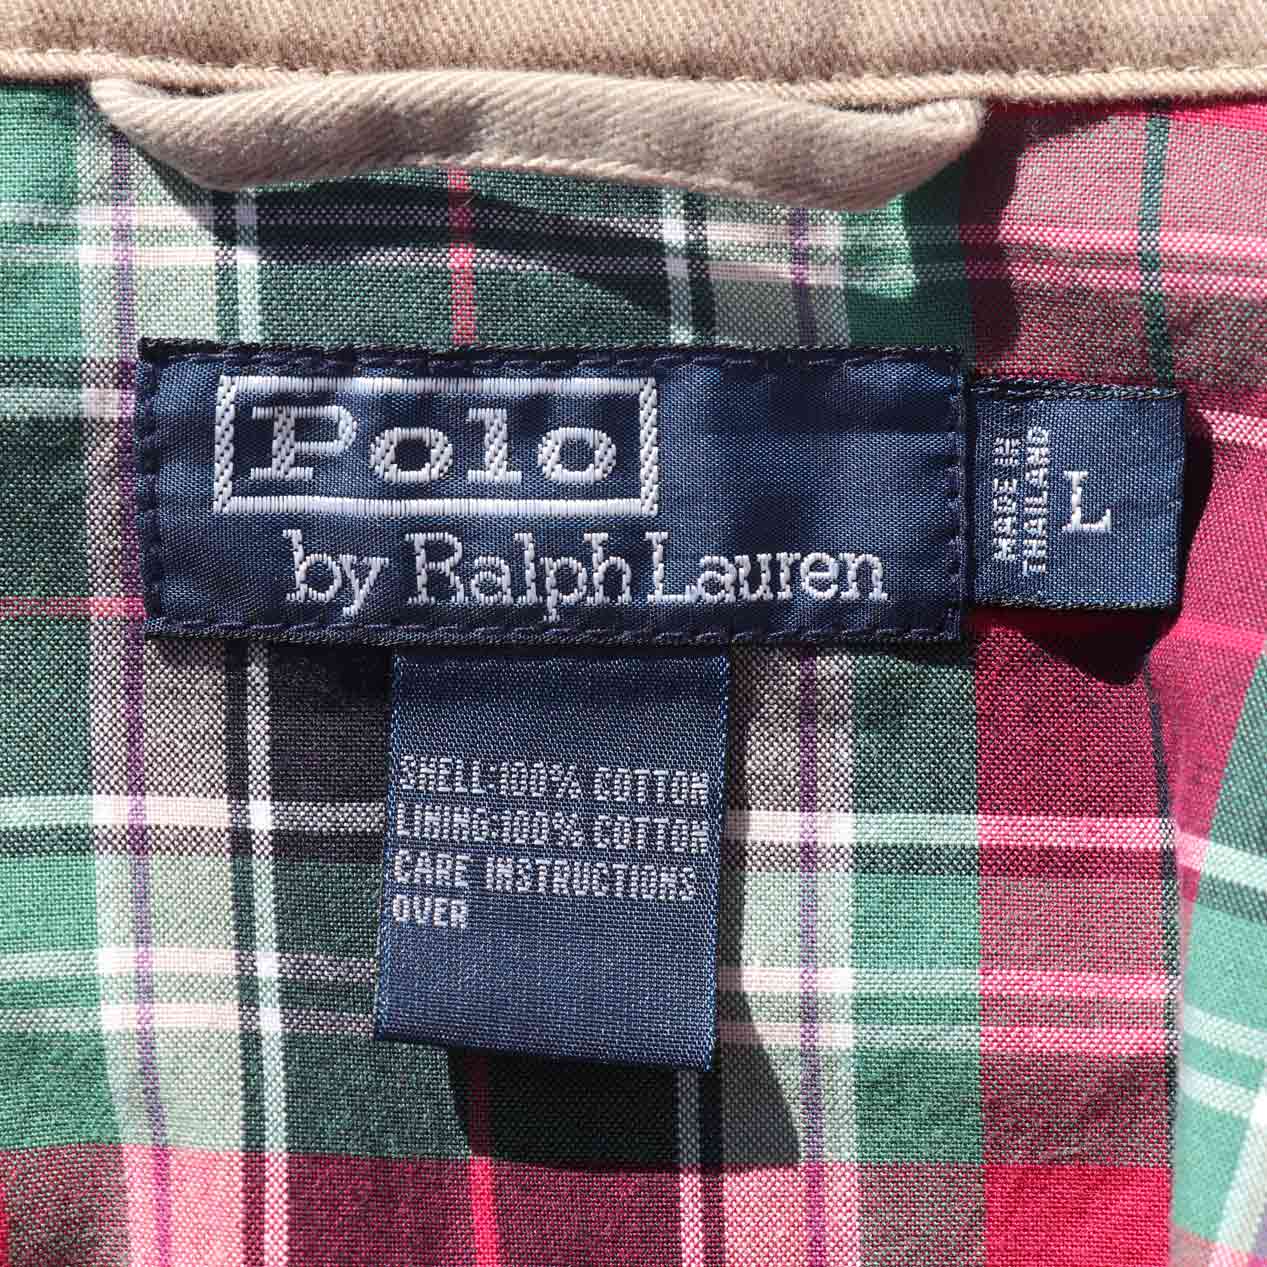 Polo
by Ralph Lauren
MADE IN
THAILAND
L
SHELL:100% COTTON
LINING:100% COTTON
CARE INSTRUCTIONS
OVER